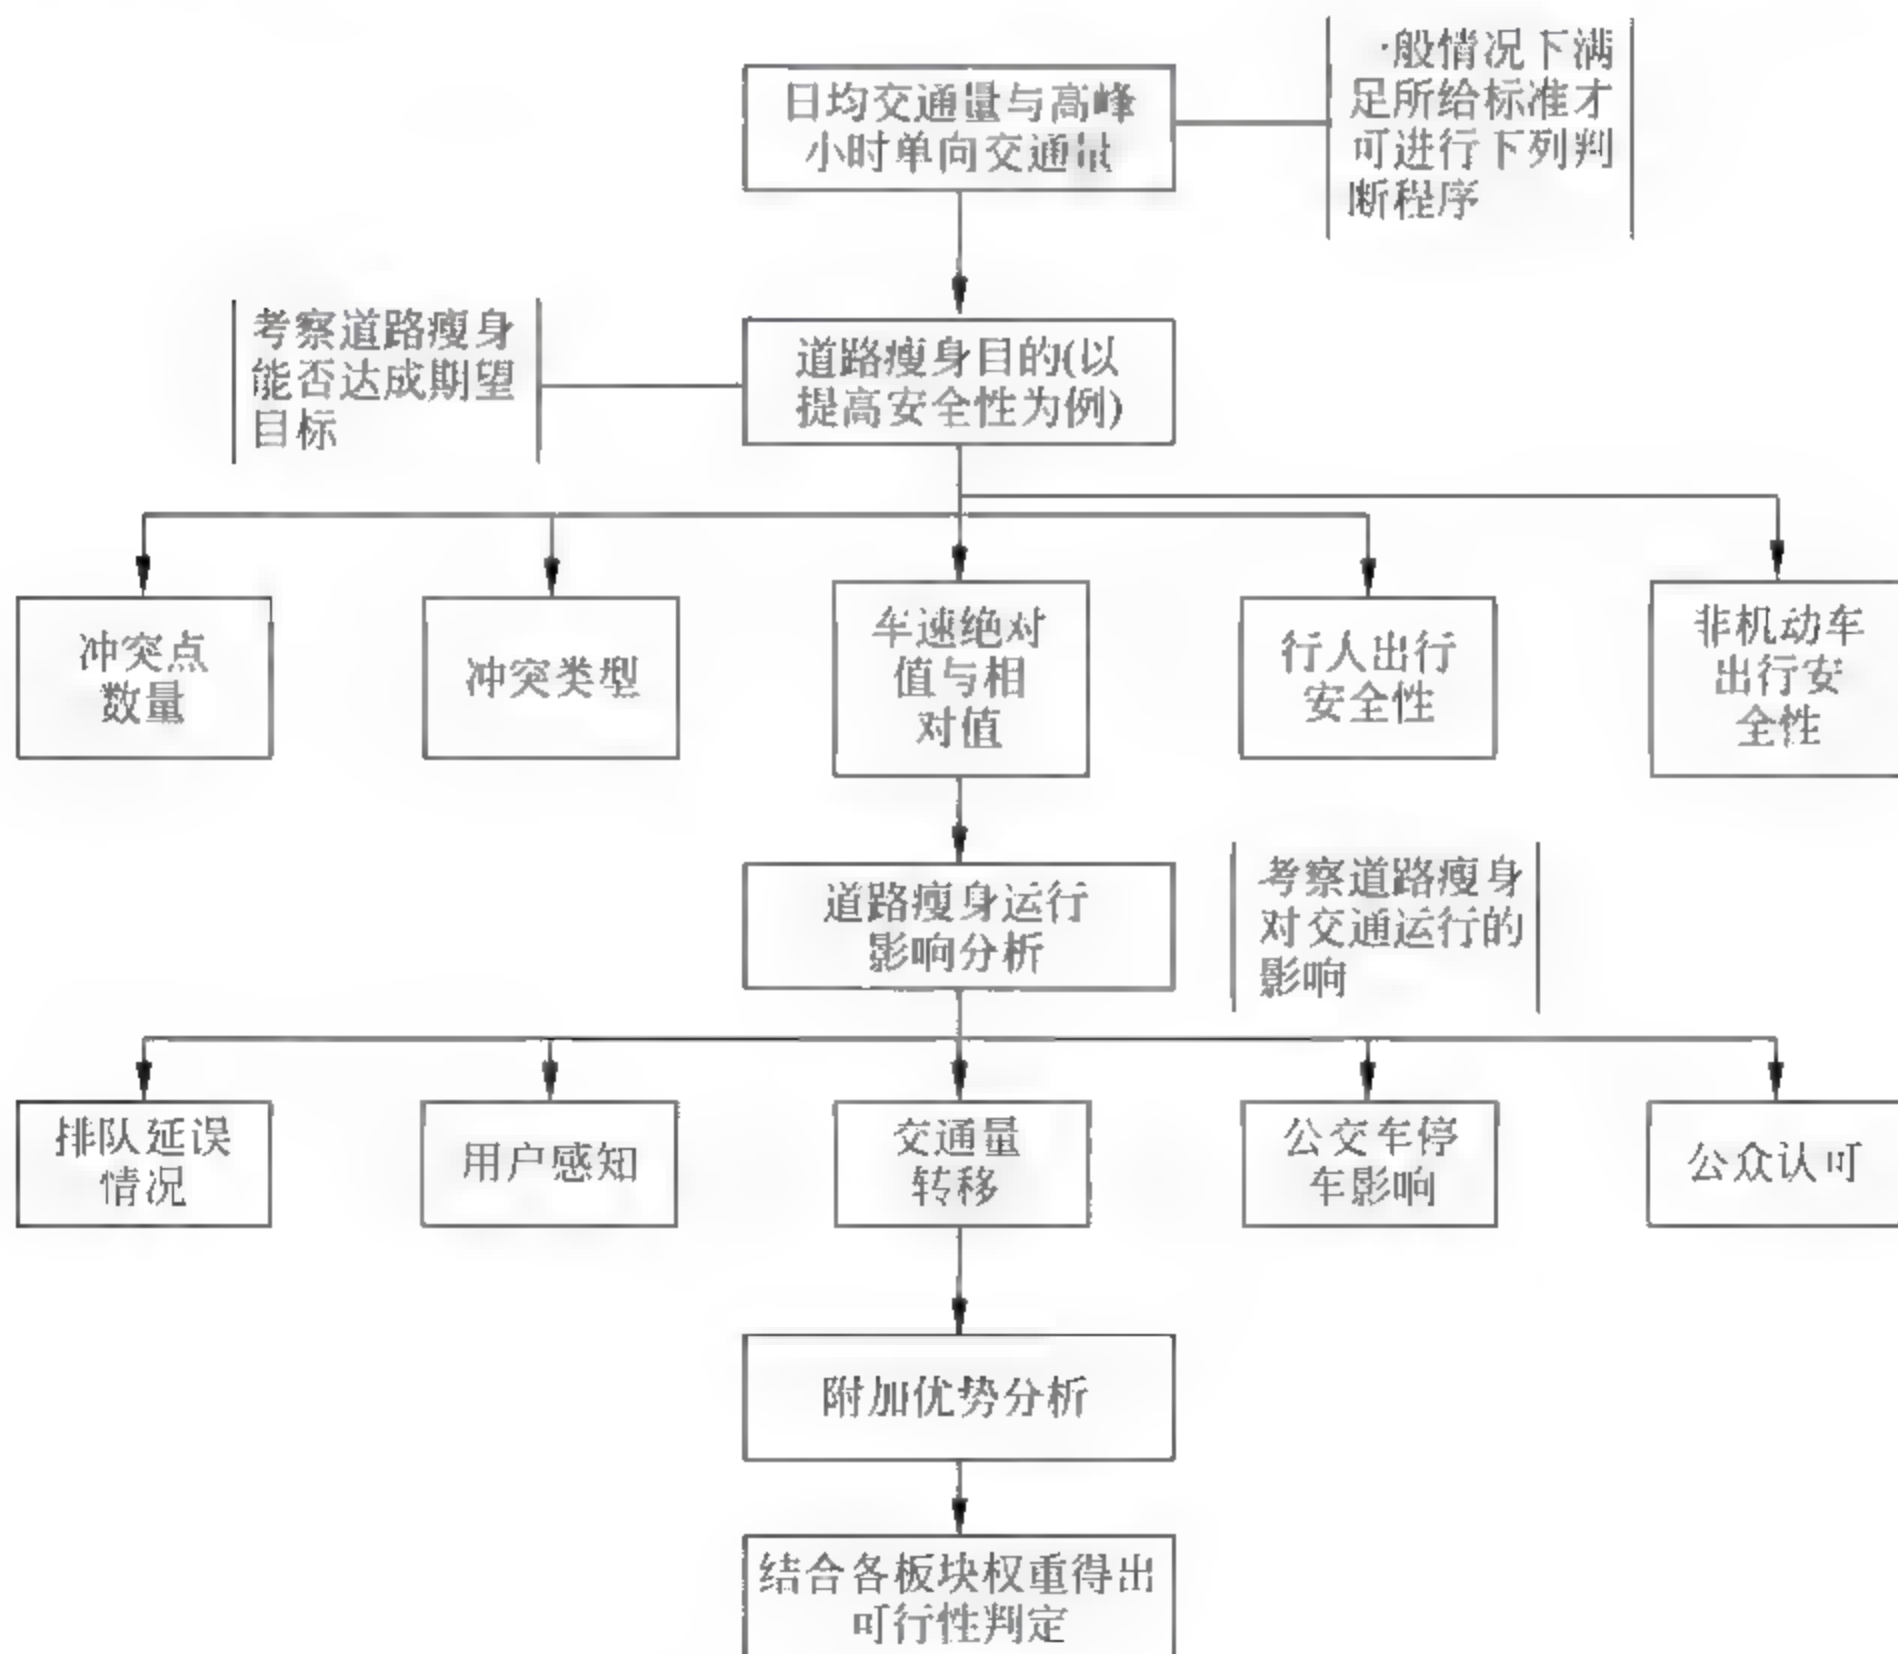 日均交通量与高峰
小时单向交通量
一般情况下满
足所给标准才
可进行下列判
断程序
考察道路瘦身
能否达成期望
目标
道路瘦身目的(以
提高安全性为例)
冲突点
数量
冲突类型
车速绝对
值与相
对值
行人出行
安全性
非机动车
出行安
全性
道路瘦身运行
影响分析
考察道路瘦身
对交通运行的
影响
排队延误
情况
用户感知
交通量
转移
公交车停
车影响
公众认可
附加优势分析
结合各板块权重得出
可行性判定